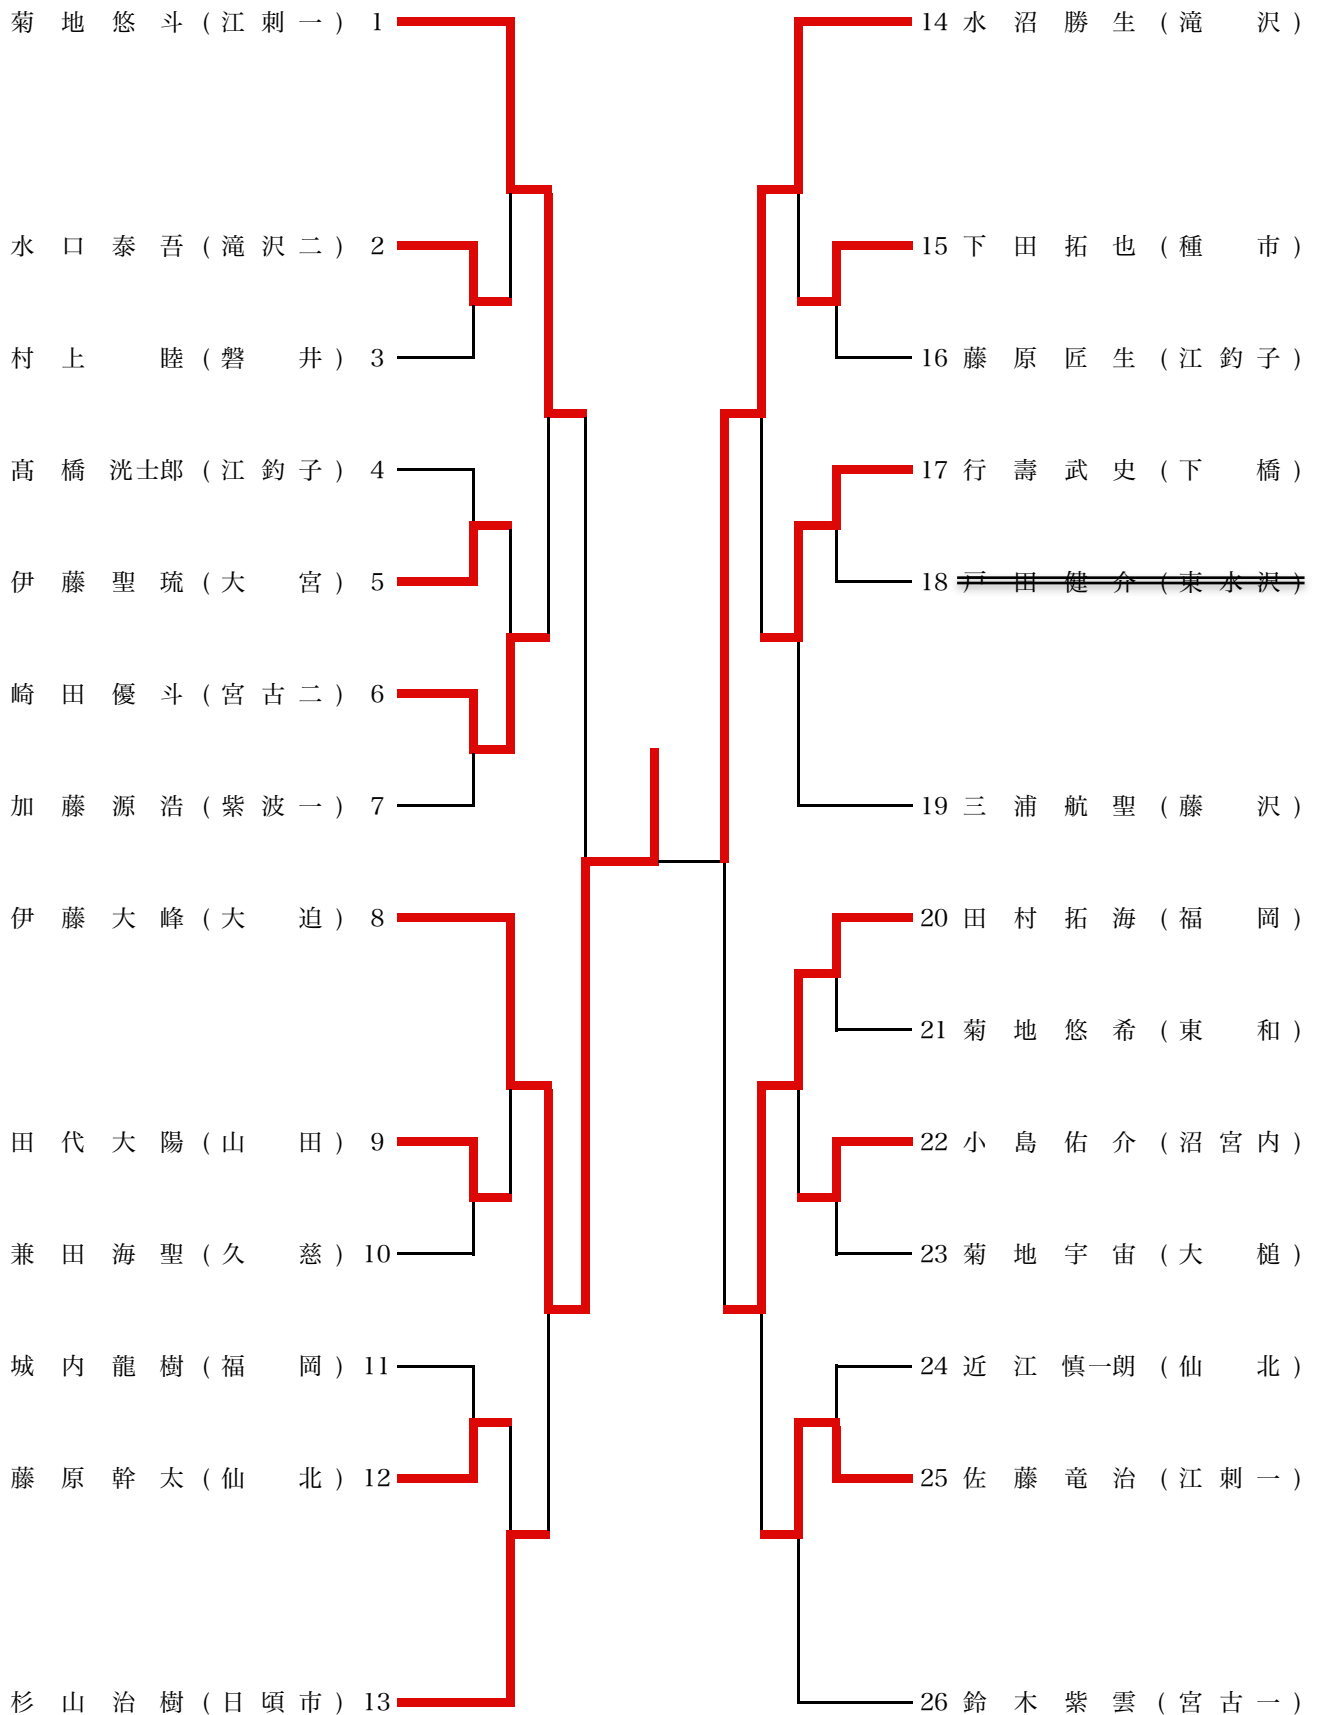 菊地悠斗(江刺一) 1
水口泰吾(滝沢二) 2
村上睦(磐井) 3
髙橋洸士郎(江釣子) 4
伊藤聖琉(大宮) 5
崎田優斗(宮古二) 6
加藤源浩(紫波一) 7
伊藤大峰(大迫) 8
田代大陽(山田) 9
兼田海聖(久慈) 10
城内龍樹(福岡) 11
藤原幹太(仙北) 12
杉山治樹(日頃市) 13
14 水沼勝生(滝沢)
15 下田拓也(種市)
16 藤原匠生(江釣子)
17 行壽武史(下橋)
18 戸田健介(東水沢)
19 三浦航聖(藤沢)
20 田村拓海(福岡)
21 菊地悠希(東和)
22 小島佑介(沼宮内)
23 菊地宇宙(大槌)
24 近江慎一朗(仙北)
25 佐藤竜治(江刺一)
26 鈴木紫雲(宮古一)